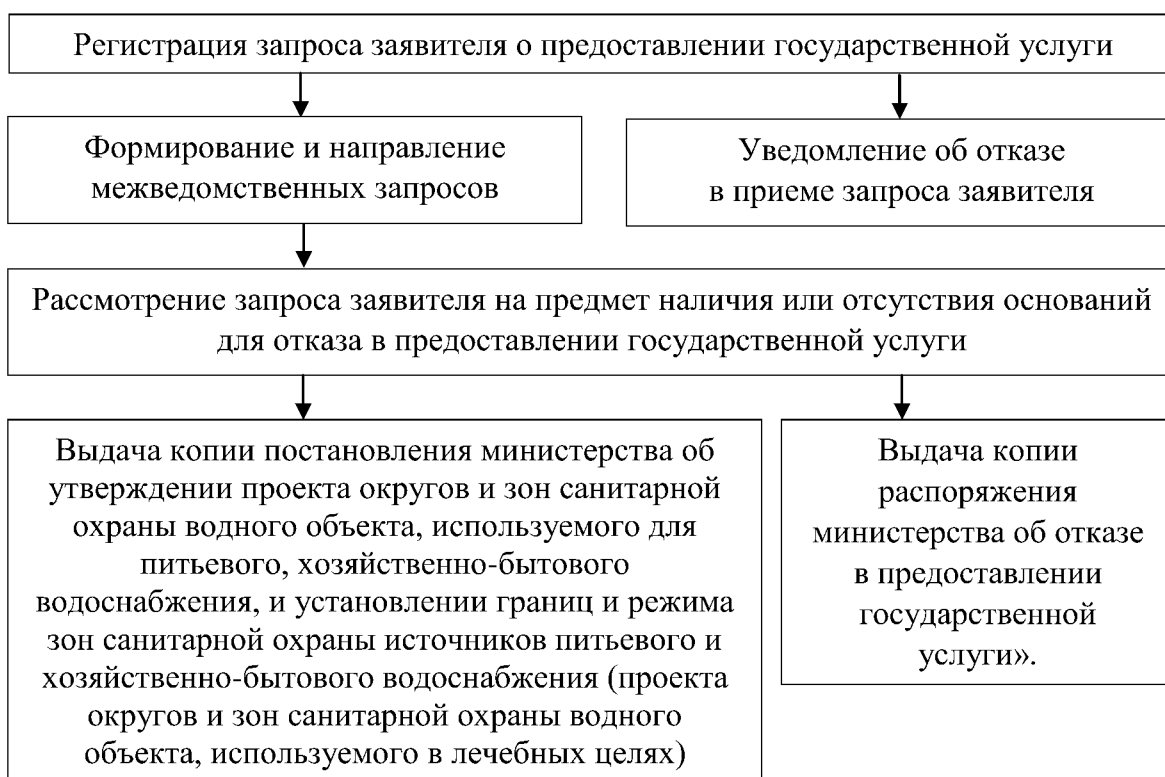 Регистрация запроса заявителя о предоставлении государственной услуги
Формирование и направление
межведомственных запросов
Уведомление об отказе
в приеме запроса заявителя
Рассмотрение запроса заявителя на предмет наличия или отсутствия оснований
для отказа в предоставлении государственной услуги
Выдача копии постановления министерства об
утверждении проекта округов и зон санитарной
охраны водного объекта, используемого для
питьевого, хозяйственно-бытового
водоснабжения, и установлении границ и режима
зон санитарной охраны источников питьевого и
хозяйственно-бытового водоснабжения (проекта
округов и зон санитарной охраны водного
объекта, используемого в лечебных целях)
Выдача копии
распоряжения
министерства об отказе
в предоставлении
государственной
услуги».